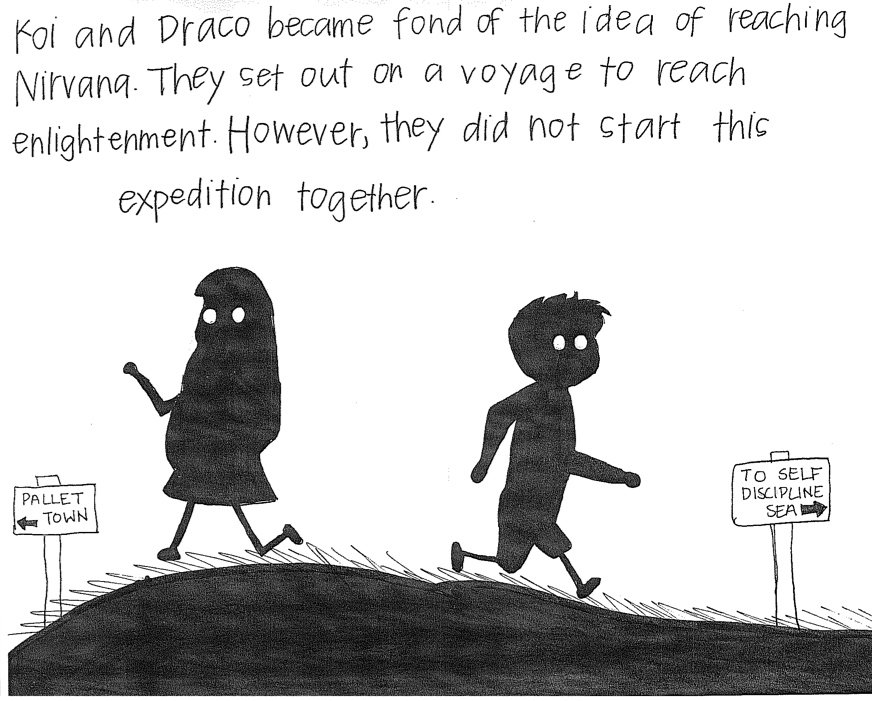 Koi and Draco became fond of the idea of reaching
Nirvana. They set out on a voyage to reach
enlightenment. However, they did not start this
expedition together.
PALLET
TOWN
TO SELF
DISCIPLINE
SEA